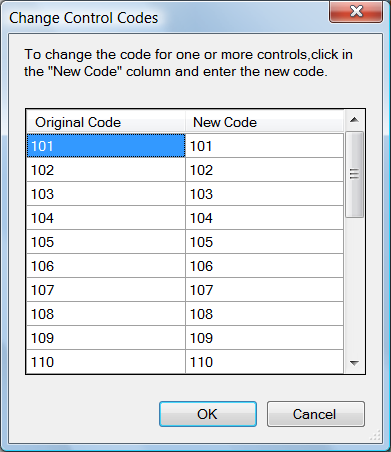 Change Control Codes
To change the code for one or more controls,click in
the "New Code" column and enter the new code.
Original Code New Code
101 101
102 102
103 103
104 104
105 105
106 106
107 107
108 108
109 109
110 110
OK Cancel